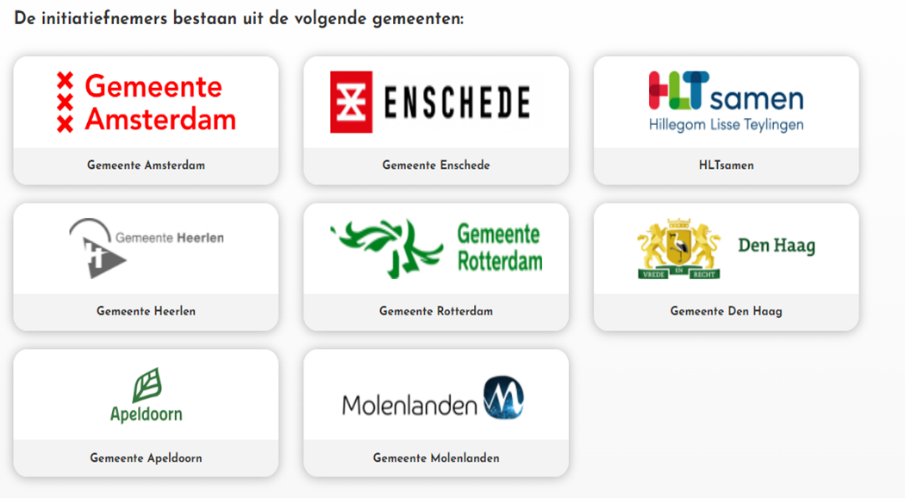 De initiatiefnemers bestaan uit de volgende gemeenten:
Gemeente
Amsterdam
Gemeente Amsterdam
ENSCHEDE
Gemeente Enschede
HLTsamen
Hillegom Lisse Teylingen
HLTsamen
Gemeente Heerlen
Gemeente Heerlen
Gemeente
Rotterdam
Gemeente Rotterdam
VREDE EN RECHT
Den Haag
Gemeente Den Haag
Apeldoorn
Gemeente Apeldoorn
Molenlanden M
Gemeente Molenlanden